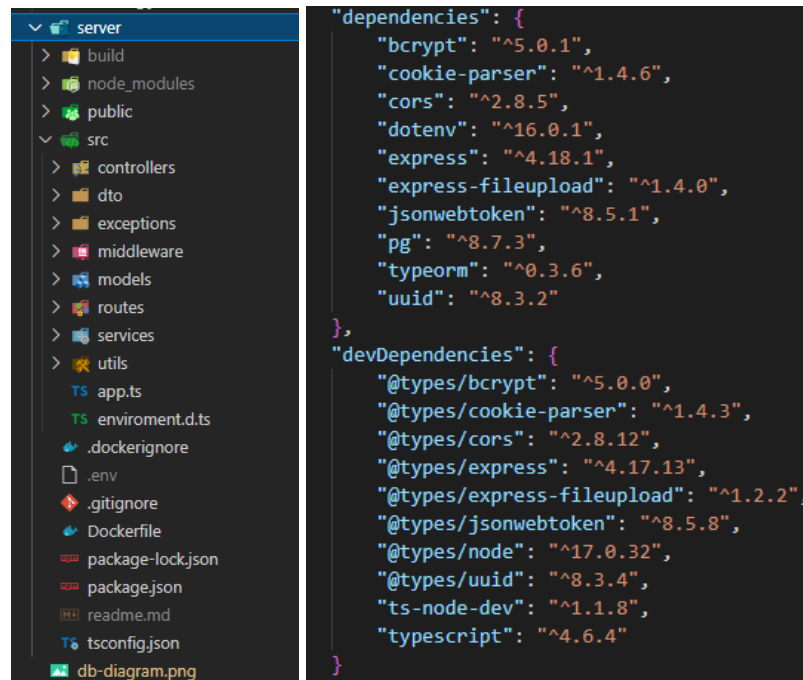 server
build
node_modules
public
src
controllers
dto
exceptions
middleware
models
routes
services
utils
TS app.ts
TS enviroment.d.ts
.dockerignore
.env
.gitignore
Dockerfile
package-lock.json
package.json
readme.md
TS tsconfig.json
db-diagram.png
"dependencies": {
"bcrypt": "^5.0.1",
"cookie-parser": "^1.4.6",
"cors": "^2.8.5",
"dotenv": "^16.0.1",
"express": "^4.18.1",
"express-fileupload": "^1.4.0",
"jsonwebtoken": "^8.5.1",
"pg": "^8.7.3",
"typeorm": "^0.3.6",
"uuid": "^8.3.2"
},
"devDependencies": {
"@types/bcrypt": "^5.0.0",
"@types/cookie-parser": "^1.4.3",
"@types/cors": "^2.8.12",
"@types/express": "^4.17.13",
"@types/express-fileupload": "^1.2.2",
"@types/jsonwebtoken": "^8.5.8",
"@types/node": "^17.0.32",
"@types/uuid": "^8.3.4",
"ts-node-dev": "^1.1.8",
"typescript": "^4.6.4"
}